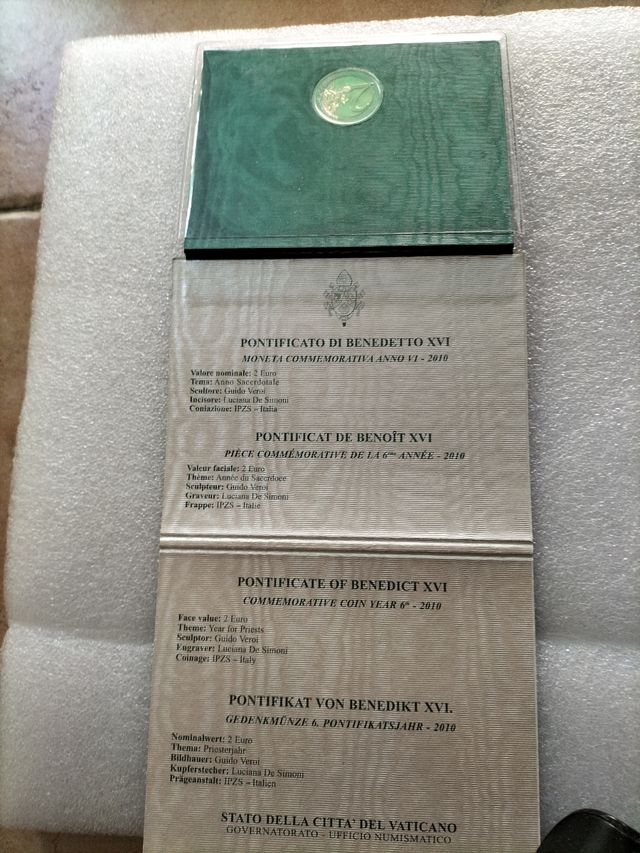 PONTIFICATO DI BENEDETTO XVI
MONETA COMMEMORATIVA ANNO VI - 2010
Valore nominale: 2 Euro
Tema: Anno Sacerdotale
Scultore: Guido Veroi
Incisore: Luciana De Simoni
Coniazione: IPZS – Italia
PONTIFICAT DE BENOÎT XVI
PIÈCE COMMÉMORATIVE DE LA 6ème ANNÉE - 2010
Valeur faciale: 2 Euro
Thème: Année du Sacerdoce
Sculpteur: Guido Veroi
Graveur: Luciana De Simoni
Frappe: IPZS – Italie
PONTIFICATE OF BENEDICT XVI
COMMEMORATIVE COIN YEAR 6th - 2010
Face value: 2 Euro
Theme: Year for Priests
Sculptor: Guido Veroi
Engraver: Luciana De Simoni
Coinage: IPZS – Italy
PONTIFIKAT VON BENEDIKT XVI.
GEDENKMÜNZE 6. PONTIFIKATSJAHR - 2010
Nominalwert: 2 Euro
Thema: Priesterjahr
Bildhauer: Guido Veroi
Kupferstecher: Luciana De Simoni
Prägeanstalt: IPZS – Italien
STATO DELLA CITTA' DEL VATICANO
GOVERNATORATO - UFFICIO NUMISMATICO